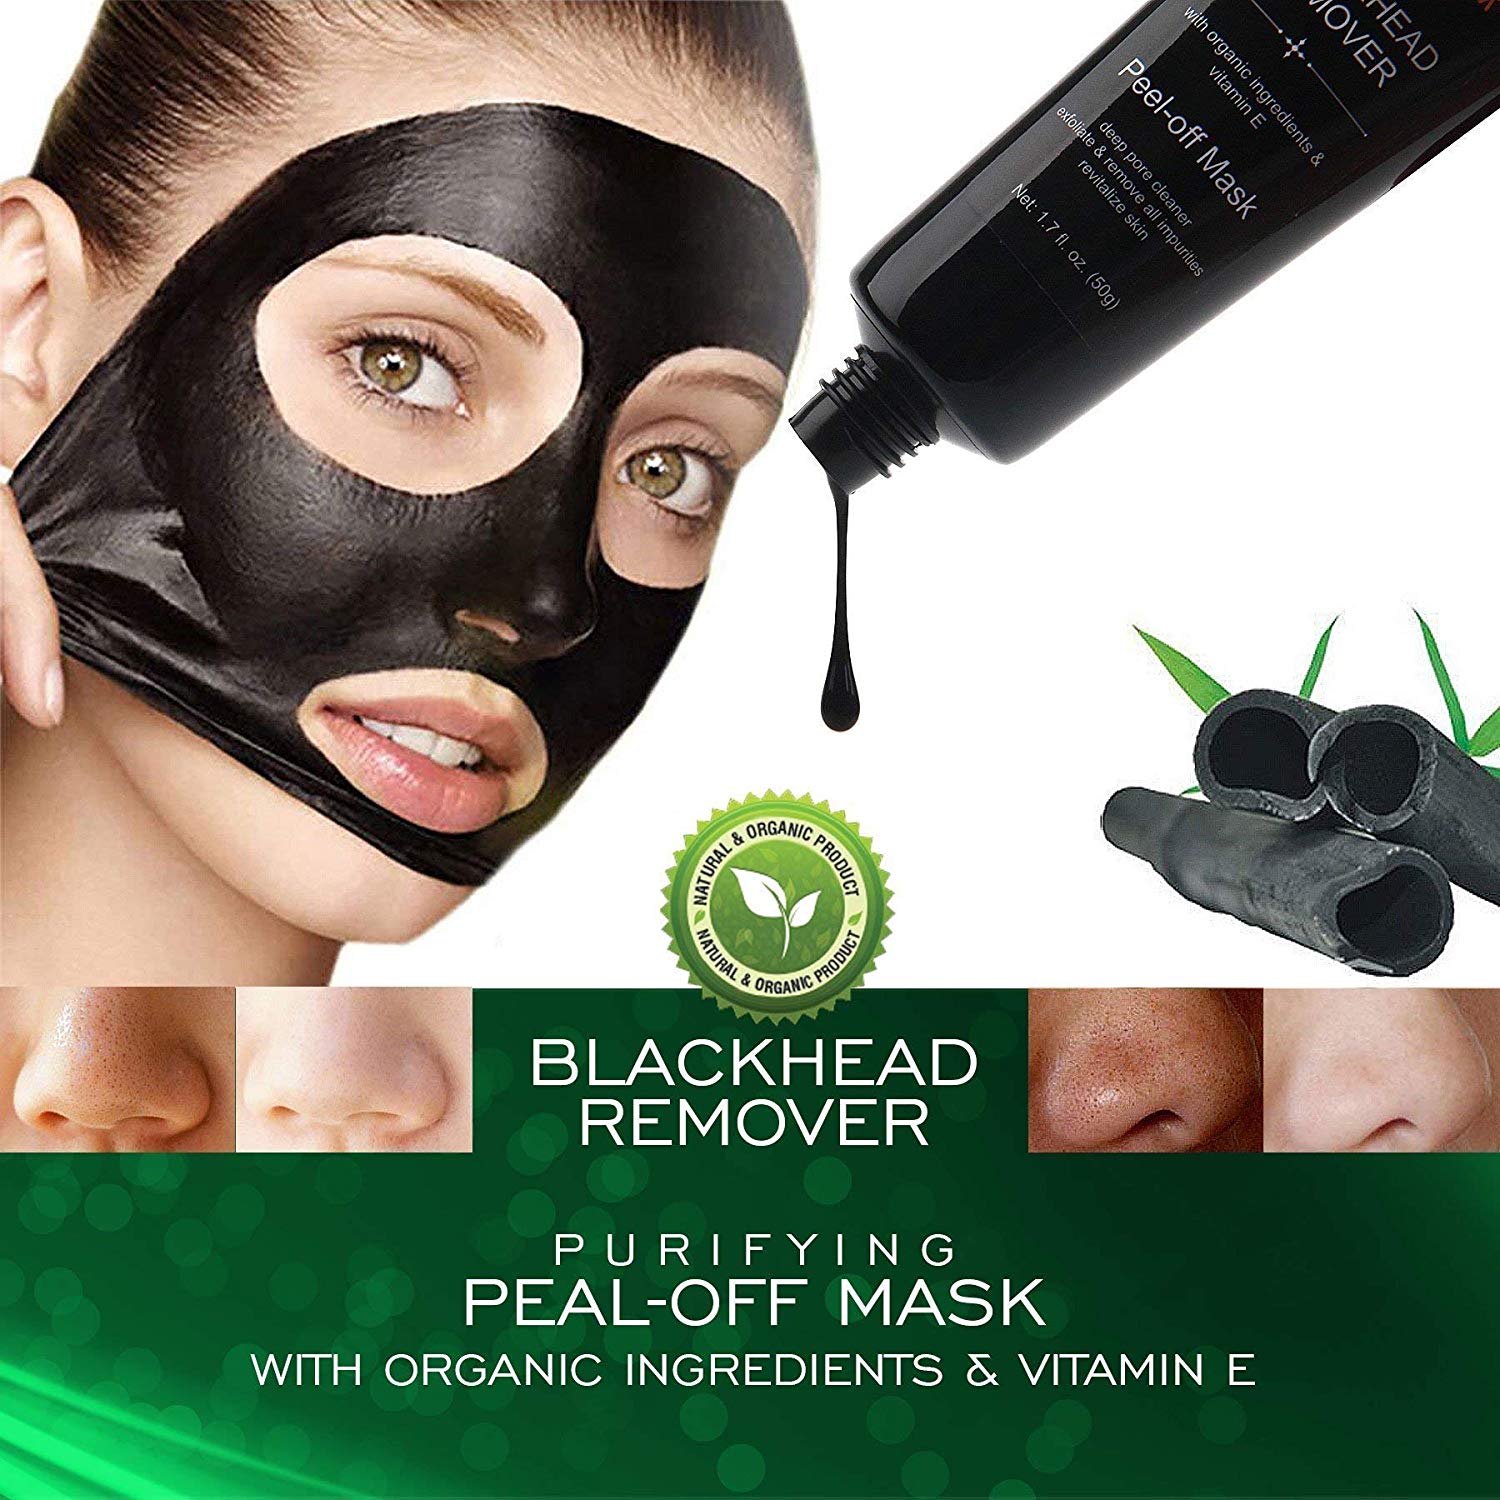 KHEAD
MOVER
with organic ingredients &
vitamin E
Peel-off Mask
deep pore cleaner
exfoliate & remove all impurities
revitalize skin
Net: 1.7 fl. oz. (50g)
NATURAL & ORGANIC PRODUCT
NATURAL & ORGANIC PRODUCT
BLACKHEAD
REMOVER
PURIFYING
PEAL-OFF MASK
WITH ORGANIC INGREDIENTS & VITAMIN E